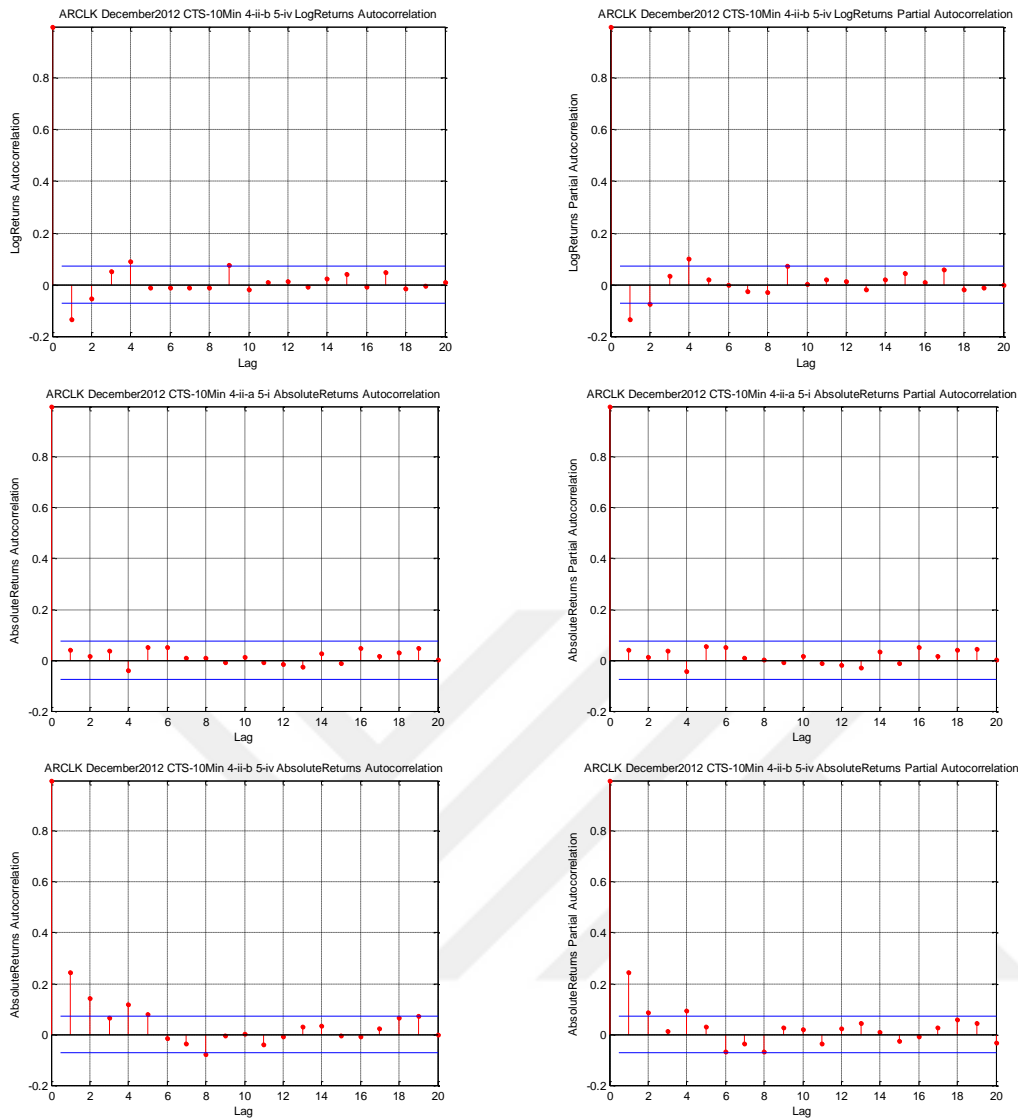 ARCLK December2012 CTS-10Min 4-ii-b 5-iv LogReturns Autocorrelation
LogReturns Autocorrelation
0.8
0.6
0.4
0.2
0
-0.2
0 2 4 6 8 10 12 14 16 18 20
Lag
ARCLK December2012 CTS-10Min 4-ii-b 5-iv LogReturns Partial Autocorrelation
LogReturns Partial Autocorrelation
0.8
0.6
0.4
0.2
0
-0.2
0 2 4 6 8 10 12 14 16 18 20
Lag
ARCLK December2012 CTS-10Min 4-ii-a 5-i AbsoluteReturns Autocorrelation
AbsoluteReturns Autocorrelation
0.8
0.6
0.4
0.2
0
-0.2
0 2 4 6 8 10 12 14 16 18 20
Lag
ARCLK December2012 CTS-10Min 4-ii-a 5-i AbsoluteReturns Partial Autocorrelation
AbsoluteReturns Partial Autocorrelation
0.8
0.6
0.4
0.2
0
-0.2
0 2 4 6 8 10 12 14 16 18 20
Lag
ARCLK December2012 CTS-10Min 4-ii-b 5-iv AbsoluteReturns Autocorrelation
AbsoluteReturns Autocorrelation
0.8
0.6
0.4
0.2
0
-0.2
0 2 4 6 8 10 12 14 16 18 20
Lag
ARCLK December2012 CTS-10Min 4-ii-b 5-iv AbsoluteReturns Partial Autocorrelation
AbsoluteReturns Partial Autocorrelation
0.8
0.6
0.4
0.2
0
-0.2
0 2 4 6 8 10 12 14 16 18 20
Lag